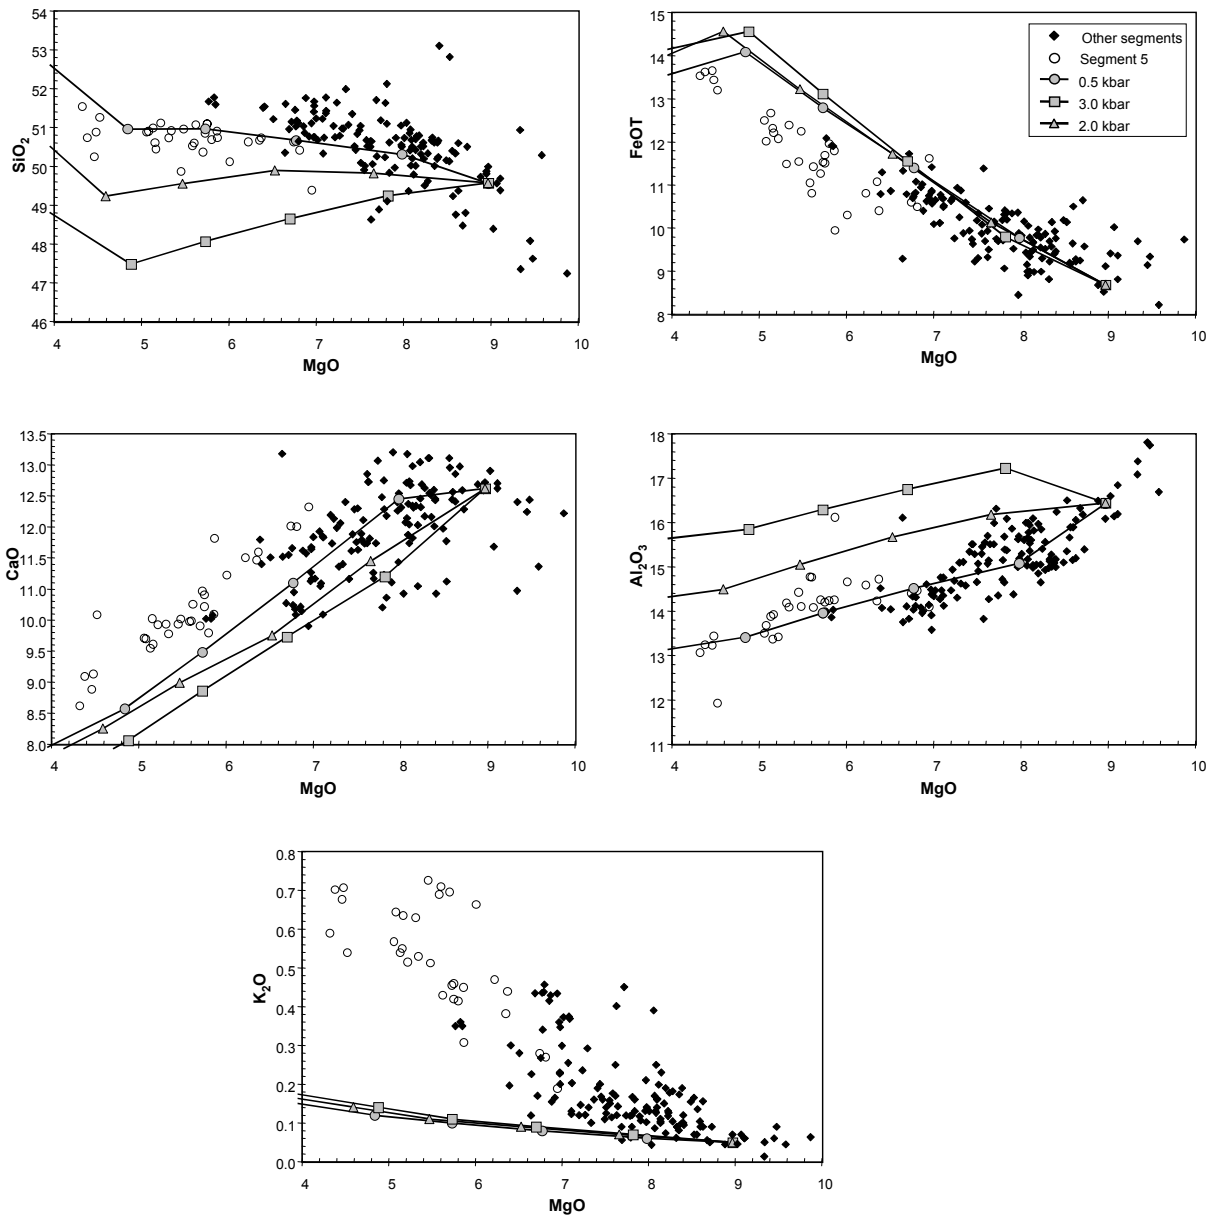 SiO2
54
53
52
51
50
49
48
47
46
4 5 6 7 8 9 10
MgO
FeOT
15
14
13
12
11
10
9
8
4 5 6 7 8 9 10
MgO
Other segments
Segment 5
0.5 kbar
3.0 kbar
2.0 kbar
CaO
13.5
13.0
12.5
12.0
11.5
11.0
10.5
10.0
9.5
9.0
8.5
8.0
4 5 6 7 8 9 10
MgO
Al2O3
18
17
16
15
14
13
12
11
4 5 6 7 8 9 10
MgO
K2O
0.8
0.7
0.6
0.5
0.4
0.3
0.2
0.1
0.0
4 5 6 7 8 9 10
MgO